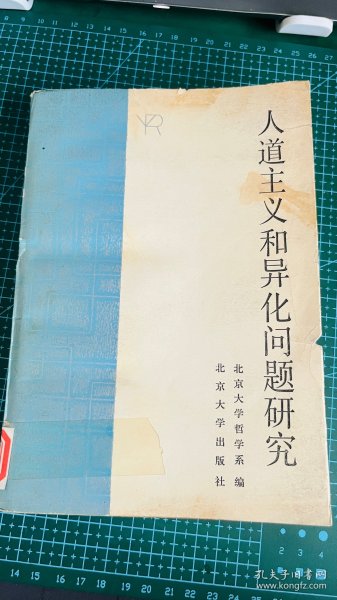 人道主义和异化问题研究
北京大学哲学系 编
北京大学出版社
YZR
孔夫子旧书网
www.kongfz.com